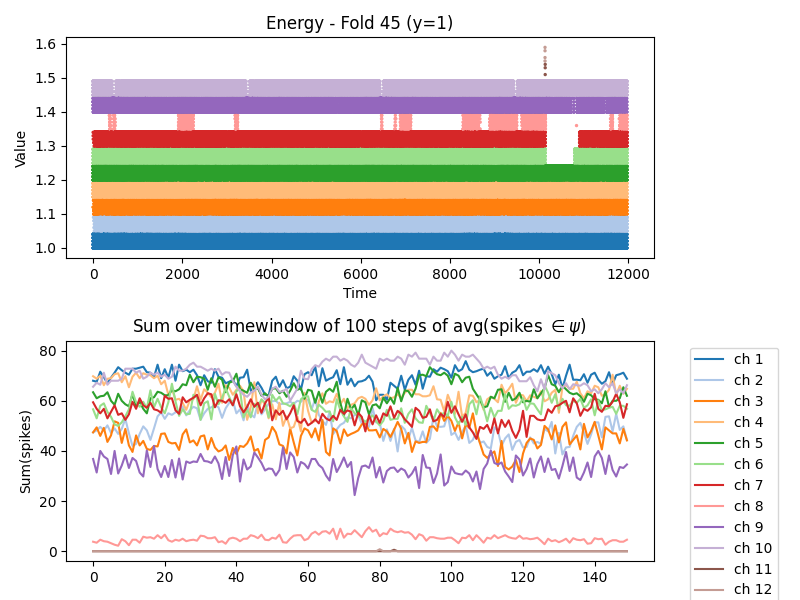 Energy - Fold 45 (y=1)
1.6
1.5
1.4
1.3
1.2
1.1
1.0
Value
0 2000 4000 6000 8000 10000 12000
Time
Sum over timewindow of 100 steps of avg(spikes ∈ ψ)
80
60
40
20
0
Sum(spikes)
0 20 40 60 80 100 120 140
ch 1
ch 2
ch 3
ch 4
ch 5
ch 6
ch 7
ch 8
ch 9
ch 10
ch 11
ch 12